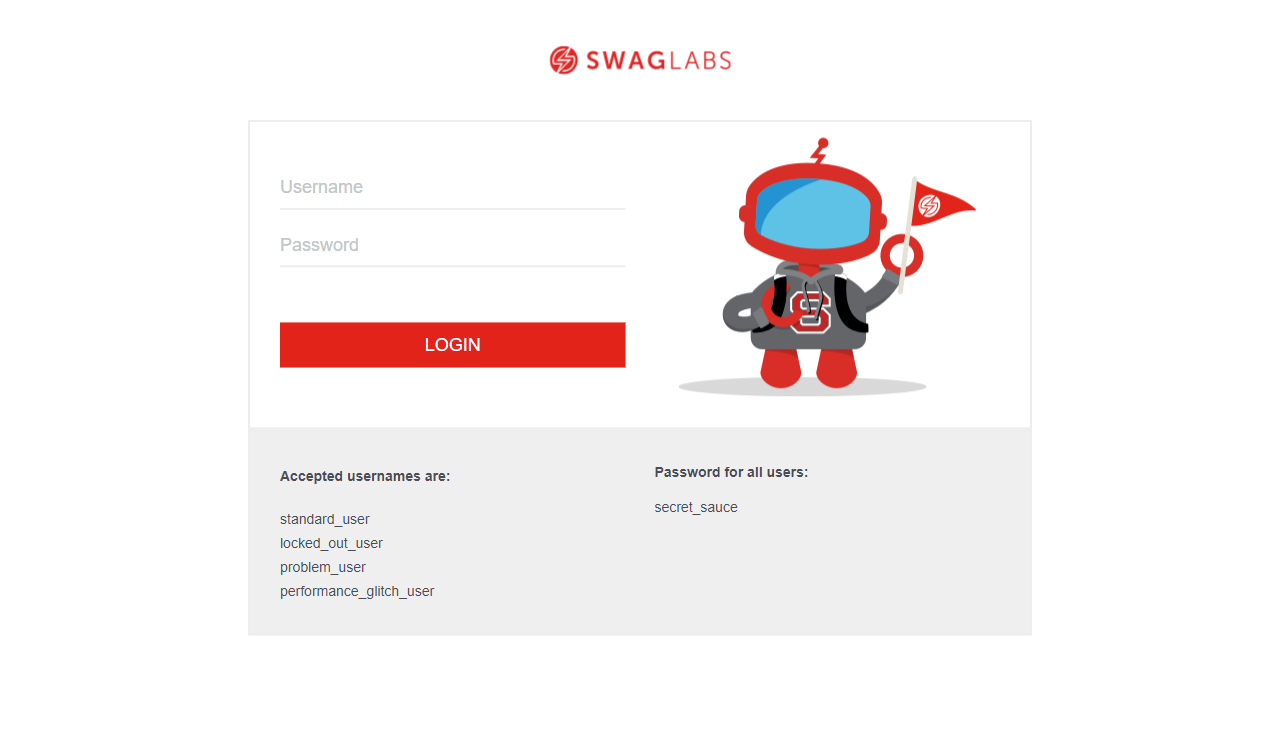 SWAGLABS
Username
Password
LOGIN
S
Accepted usernames are:
standard_user
locked_out_user
problem_user
performance_glitch_user
Password for all users:
secret_sauce